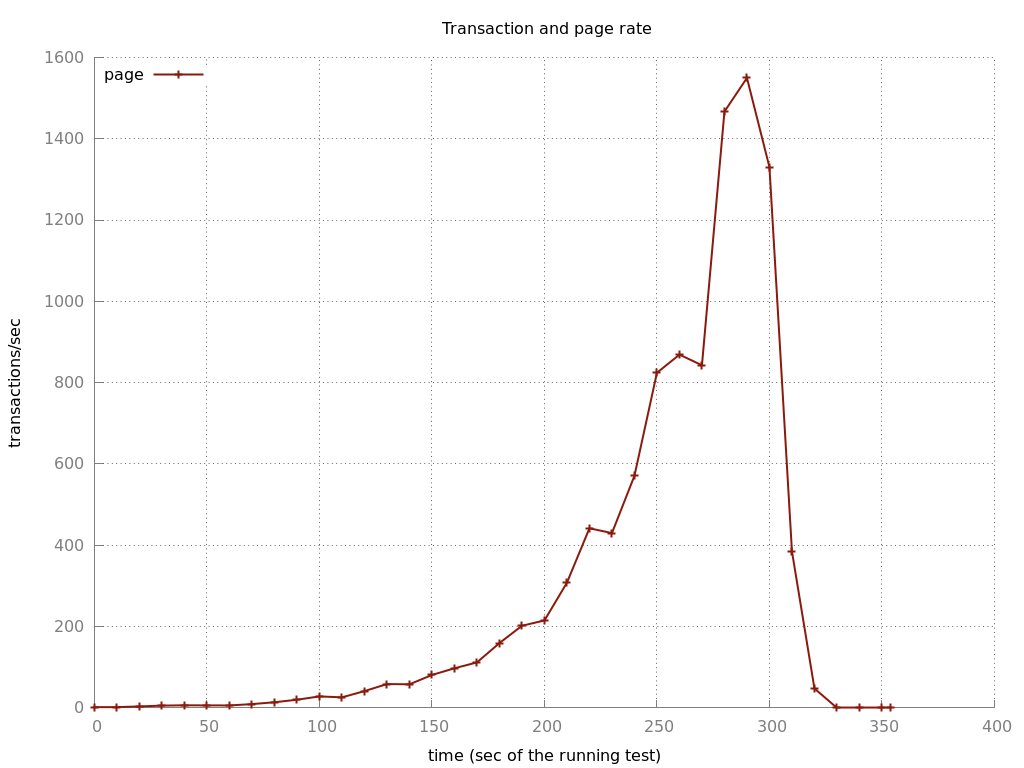 Transaction and page rate
1600
page
1400
1200
1000
800
600
400
200
0
transactions/sec
0 50 100 150 200 250 300 350 400
time (sec of the running test)